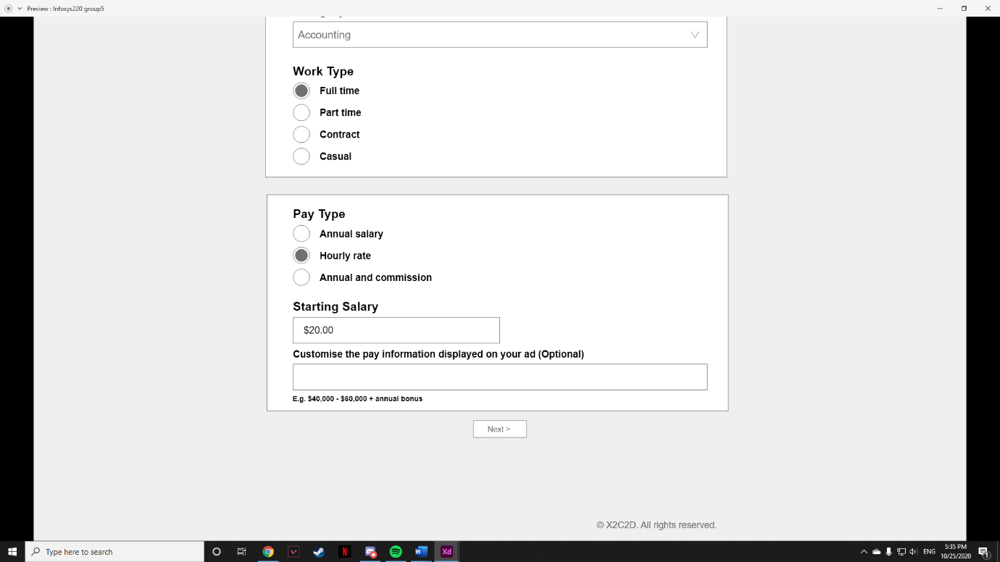 Preview : Infosys220 group5
Accounting
Work Type
Full time
Part time
Contract
Casual
Pay Type
Annual salary
Hourly rate
Annual and commission
Starting Salary
$20.00
Customise the pay information displayed on your ad (Optional)
E.g. $40,000 - $60,000 + annual bonus
Next >
© X2C2D. All rights reserved.
Type here to search
N
W
Xd
ENG
5:35 PM
10/25/2020
1